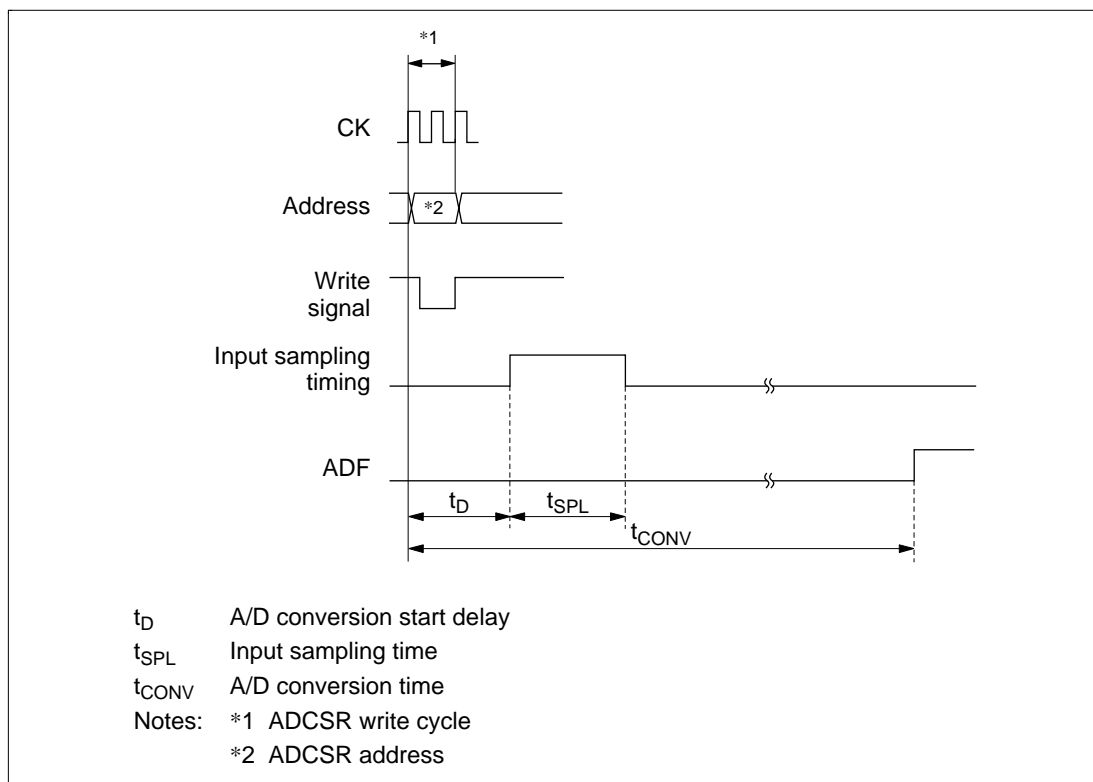 *1
CK
Address
*2
Write
signal
Input sampling
timing
ADF
tD
tSPL
tCONV
tD A/D conversion start delay
tSPL Input sampling time
tCONV A/D conversion time
Notes: *1 ADCSR write cycle
*2 ADCSR address